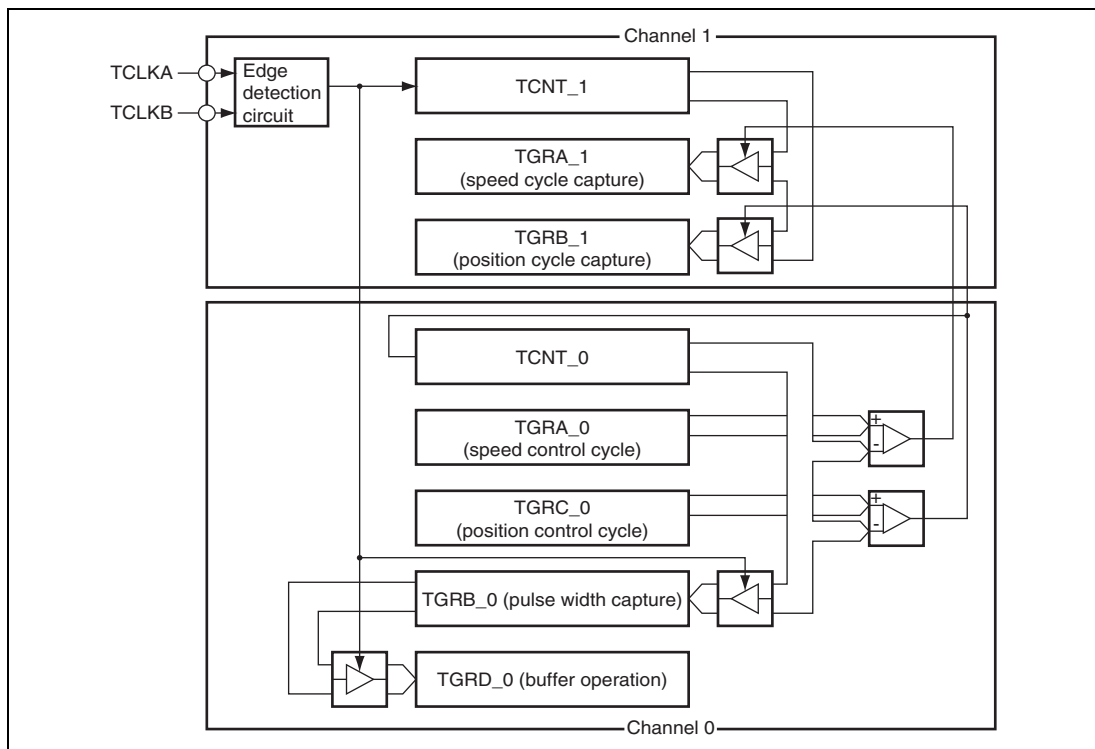 Channel 1
TCLKA
TCLKB
Edge
detection
circuit
TCNT_1
TGRA_1
(speed cycle capture)
TGRB_1
(position cycle capture)
TCNT_0
TGRA_0
(speed control cycle)
+
-
TGRC_0
(position control cycle)
+
-
TGRB_0 (pulse width capture)
TGRD_0 (buffer operation)
Channel 0